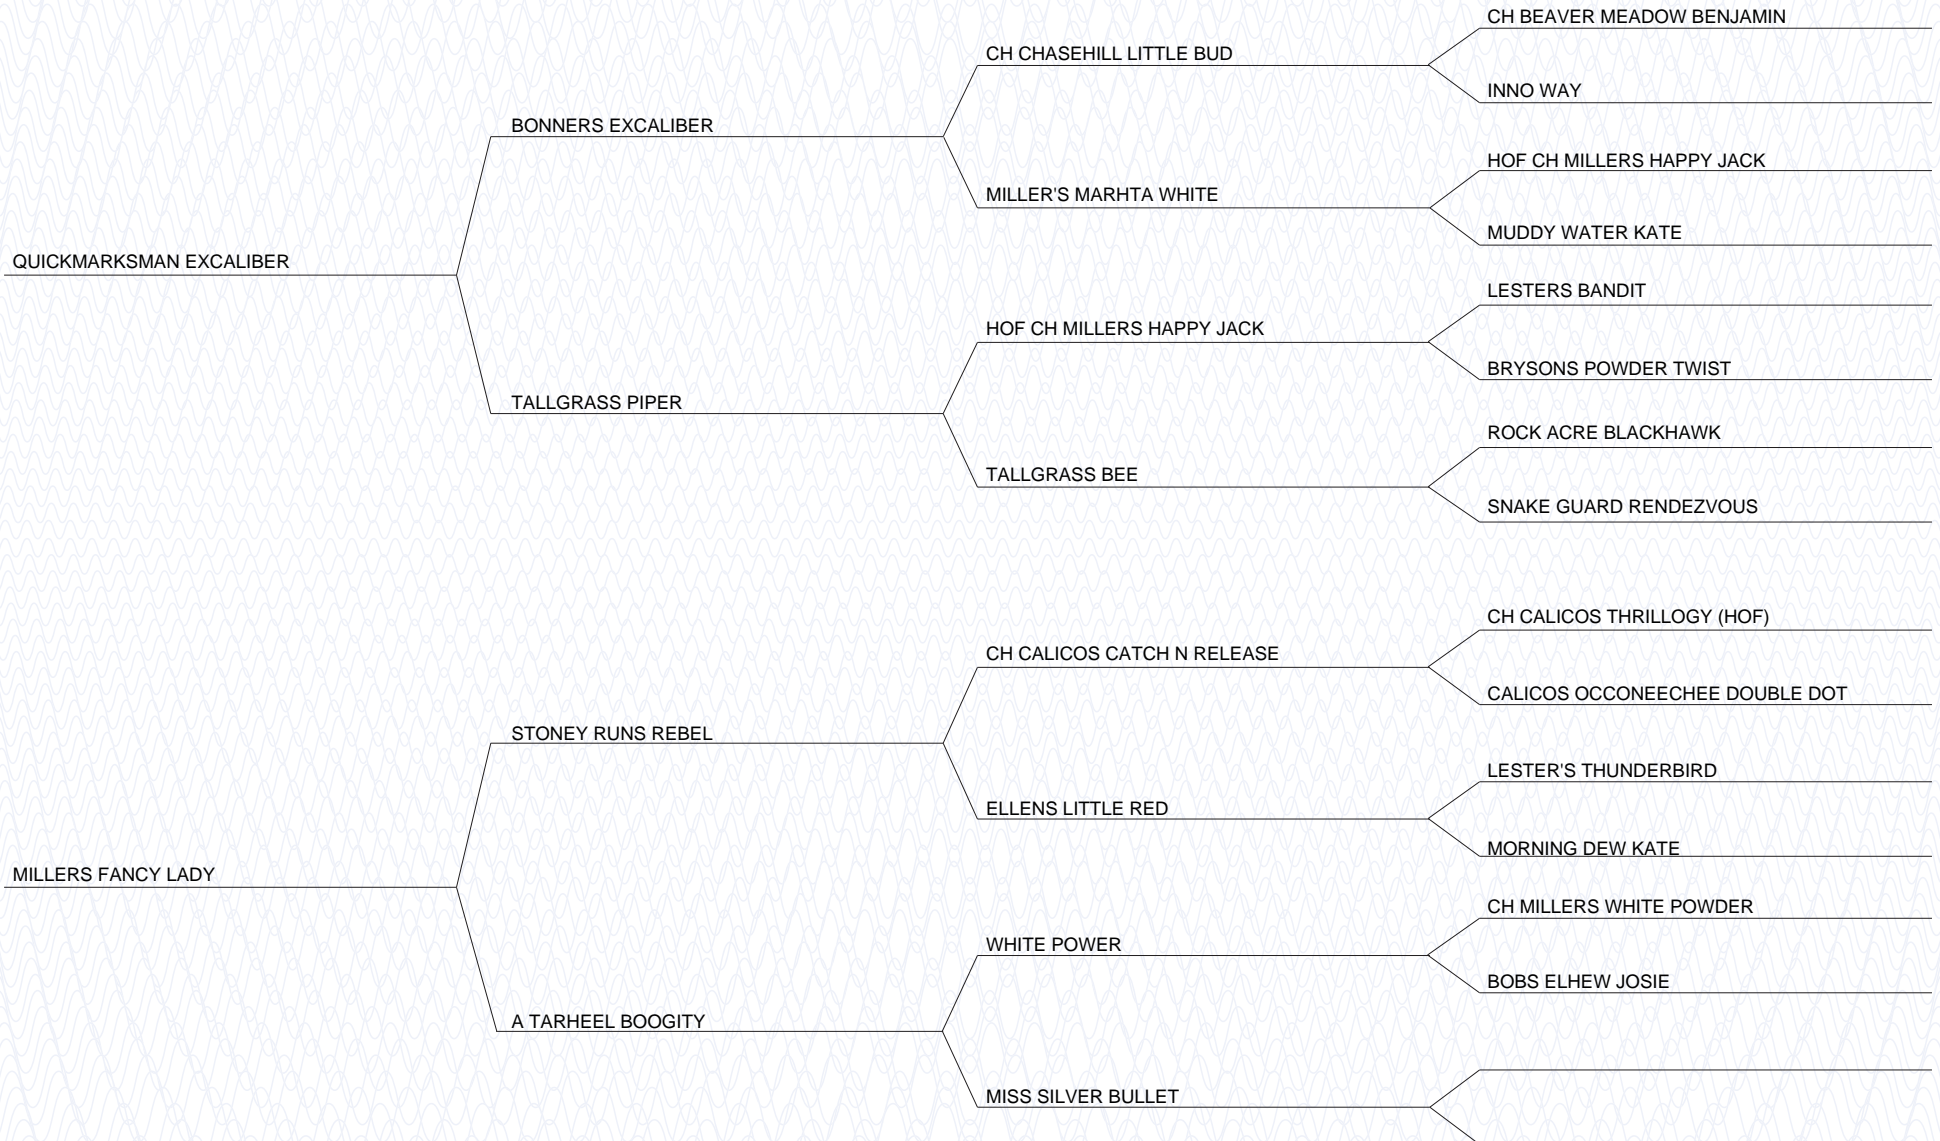 CH BEAVER MEADOW BENJAMIN
CH CHASEHILL LITTLE BUD
INNO WAY
BONNERS EXCALIBER
HOF CH MILLERS HAPPY JACK
MILLER'S MARHTA WHITE
MUDDY WATER KATE
QUICKMARKSMAN EXCALIBER
LESTERS BANDIT
HOF CH MILLERS HAPPY JACK
BRYSONS POWDER TWIST
TALLGRASS PIPER
ROCK ACRE BLACKHAWK
TALLGRASS BEE
SNAKE GUARD RENDEZVOUS
CH CALICOS THRILLOGY (HOF)
CH CALICOS CATCH N RELEASE
CALICOS OCCONEECHEE DOUBLE DOT
STONEY RUNS REBEL
LESTER'S THUNDERBIRD
ELLENS LITTLE RED
MORNING DEW KATE
MILLERS FANCY LADY
CH MILLERS WHITE POWDER
WHITE POWER
BOBS ELHEW JOSIE
A TARHEEL BOOGITY
MISS SILVER BULLET